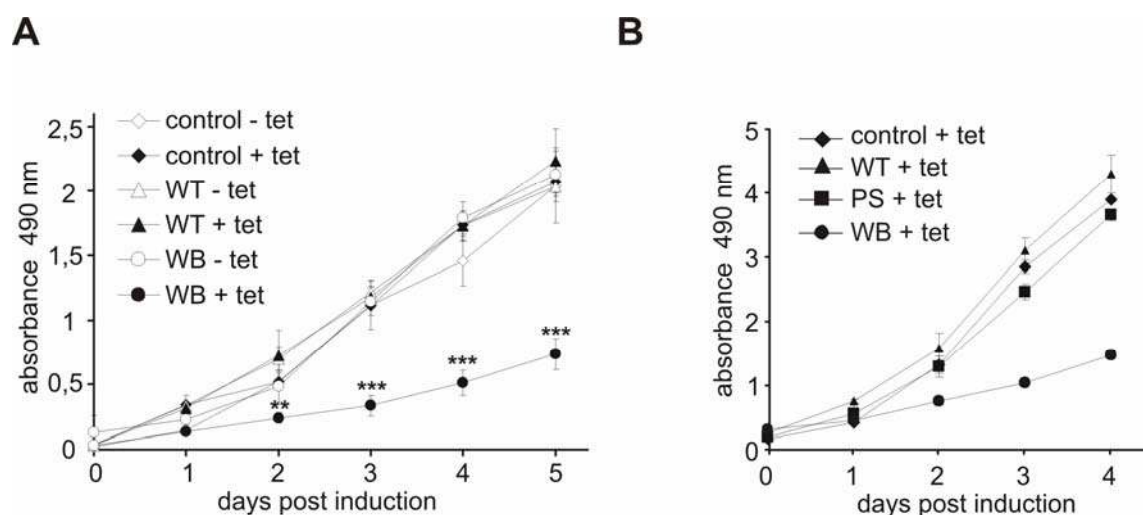 A
control - tet
control + tet
WT - tet
WT + tet
WB - tet
WB + tet
absorbance 490 nm
2,5
2
1,5
1
0,5
0
**
***
***
***
0 1 2 3 4 5
days post induction
B
control + tet
WT + tet
PS + tet
WB + tet
absorbance 490 nm
5
4
3
2
1
0
0 1 2 3 4
days post induction